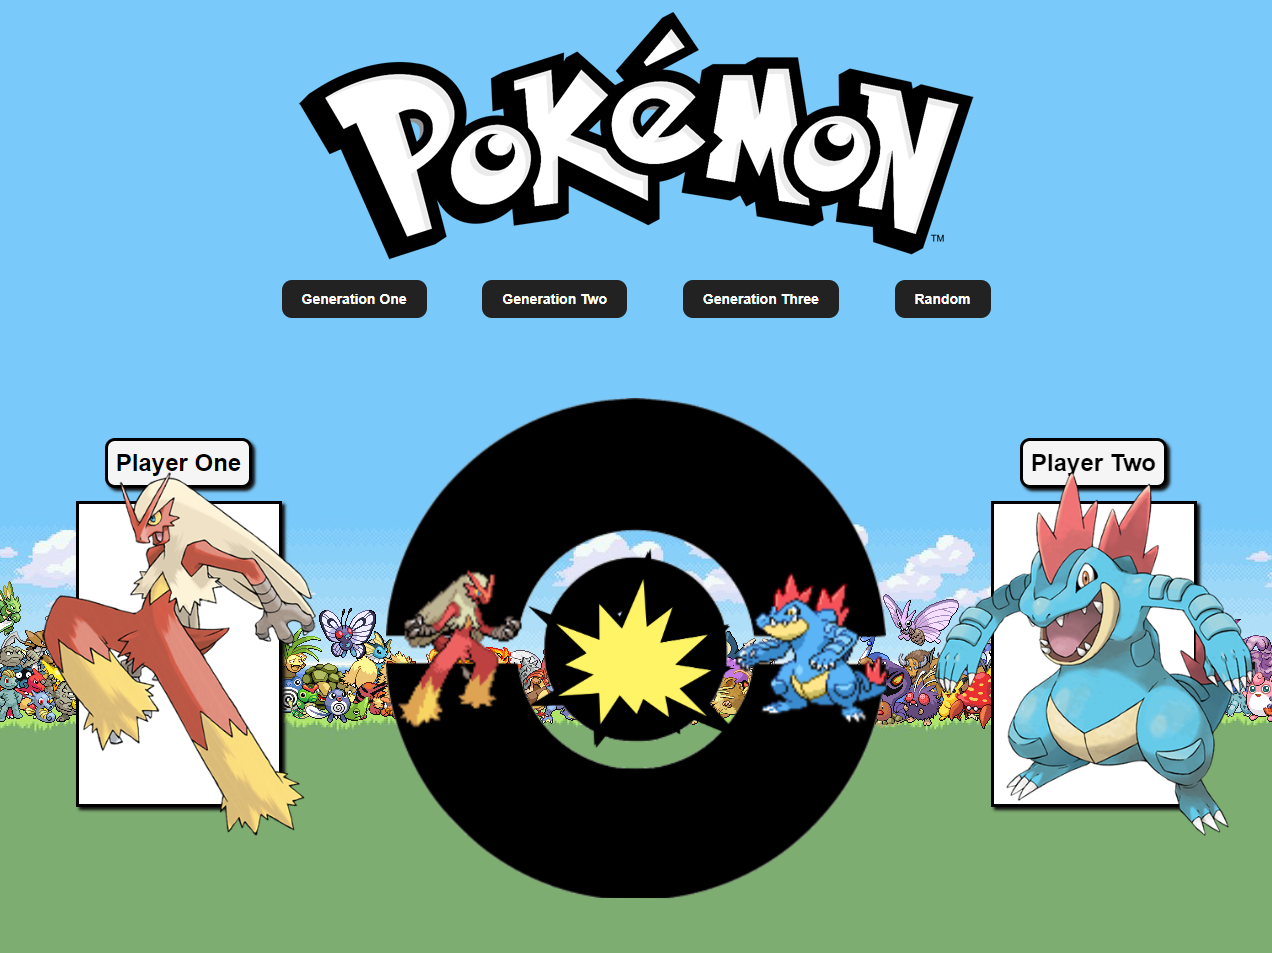 POKéMON
TM
Generation One
Generation Two
Generation Three
Random
Player One
Player Two